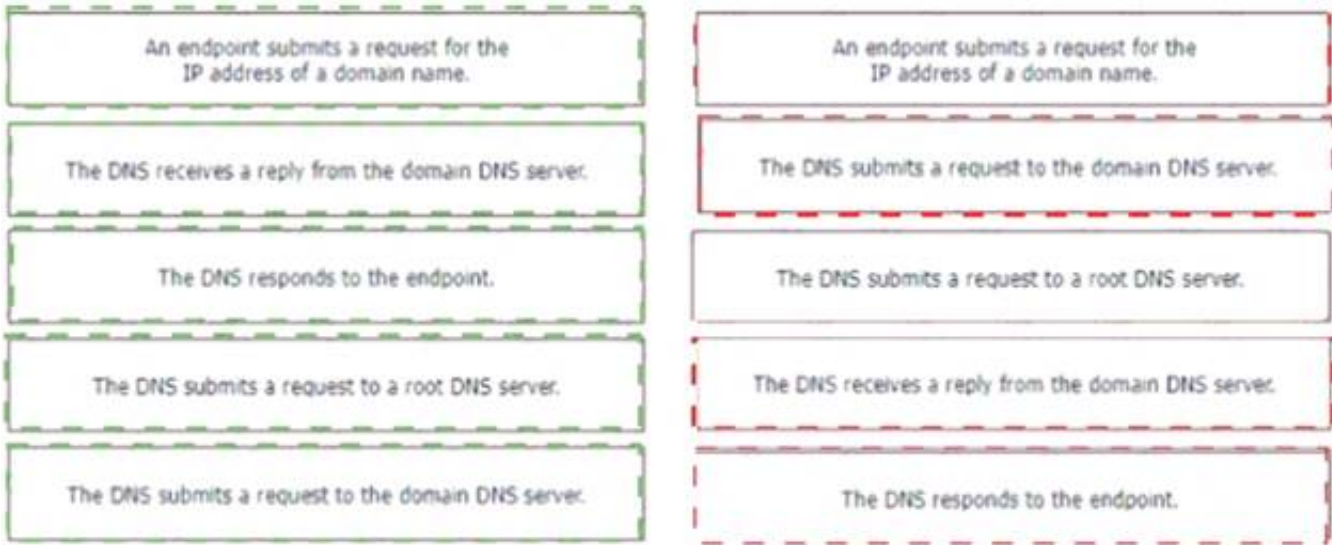 An endpoint submits a request for the
IP address of a domain name.
The DNS receives a reply from the domain DNS server.
The DNS responds to the endpoint.
The DNS submits a request to a root DNS server.
The DNS submits a request to the domain DNS server.
An endpoint submits a request for the
IP address of a domain name.
The DNS submits a request to the domain DNS server.
The DNS submits a request to a root DNS server.
The DNS receives a reply from the domain DNS server.
The DNS responds to the endpoint.